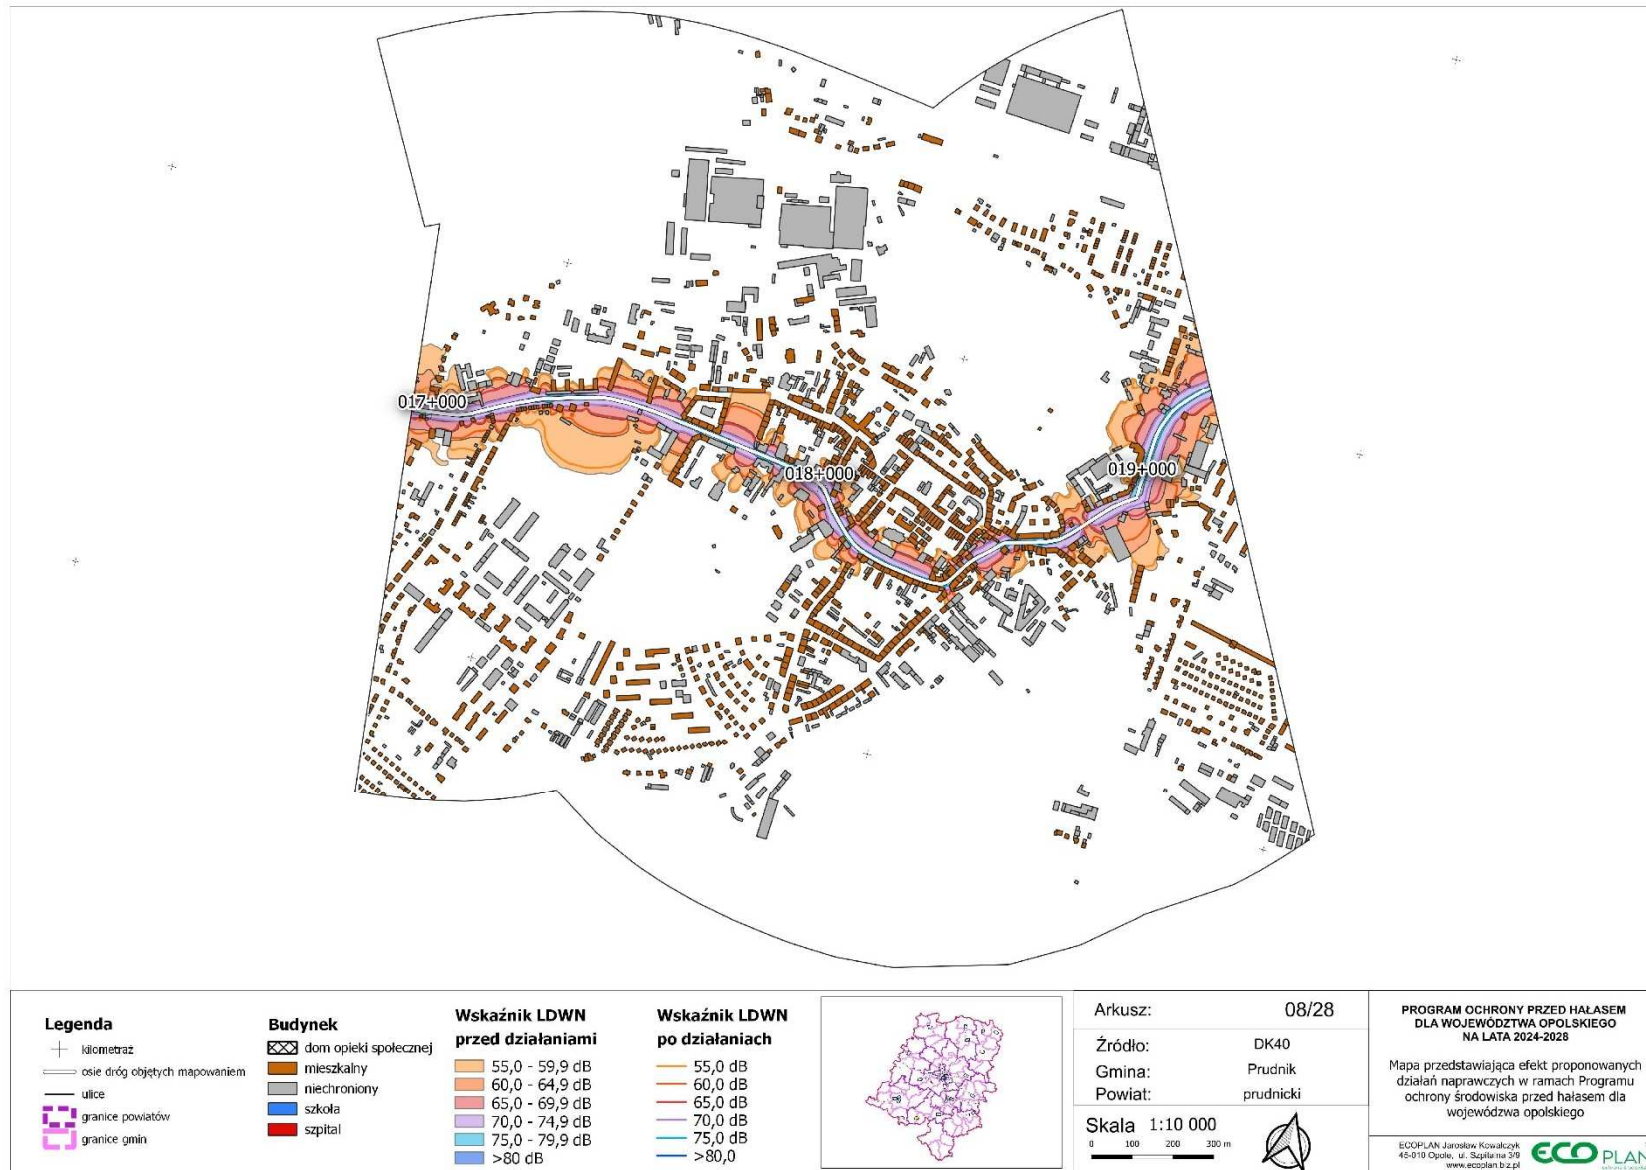 017+000
018+000
019+000
Legenda
kilometraż
osie dróg objętych mapowaniem
ulice
granice powiatów
granice gmin
Budynek
dom opieki społecznej
mieszkalny
niechroniony
szkoła
szpital
Wskaźnik LDWN
przed działaniami
55,0 - 59,9 dB
60,0 - 64,9 dB
65,0 - 69,9 dB
70,0 - 74,9 dB
75,0 - 79,9 dB
>80 dB
Wskaźnik LDWN
po działaniach
55,0 dB
60,0 dB
65,0 dB
70,0 dB
75,0 dB
>80,0
Arkusz: 08/28
Źródło: DK40
Gmina: Prudnik
Powiat: prudnicki
Skala 1:10 000
0 100 200 300 m
PROGRAM OCHRONY PRZED HAŁASEM
DLA WOJEWÓDZTWA OPOLSKIEGO
NA LATA 2024-2028
Mapa przedstawiająca efekt proponowanych
działań naprawczych w ramach Programu
ochrony środowiska przed hałasem dla
wojewódzwa opolskiego
ECOPLAN Jarosław Kowalczyk
45-010 Opole, ul. Szpitalna 3/9
www.ecoplan.biz.pl
ECO PLAN